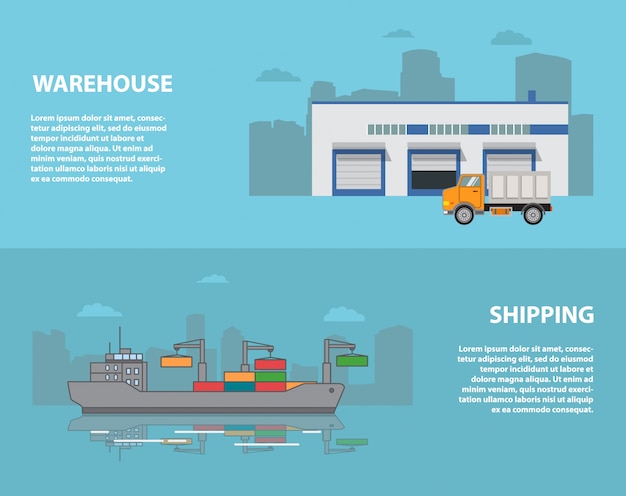 WAREHOUSE
Lorem ipsum dolor sit amet,
consectetur adipisicing elit,
sed do eiusmod tempor
incididunt ut labore et dolore
magna aliqua. Ut enim ad
minim veniam, quis nostrud
exercitation ullamco laboris
nisi ut aliquip ex ea
commodo consequat.
SHIPPING
Lorem ipsum dolor sit amet,
consectetur adipisicing elit,
sed do eiusmod tempor
incididunt ut labore et dolore
magna aliqua. Ut enim ad
minim veniam, quis nostrud
exercitation ullamco laboris
nisi ut aliquip ex ea
commodo consequat.